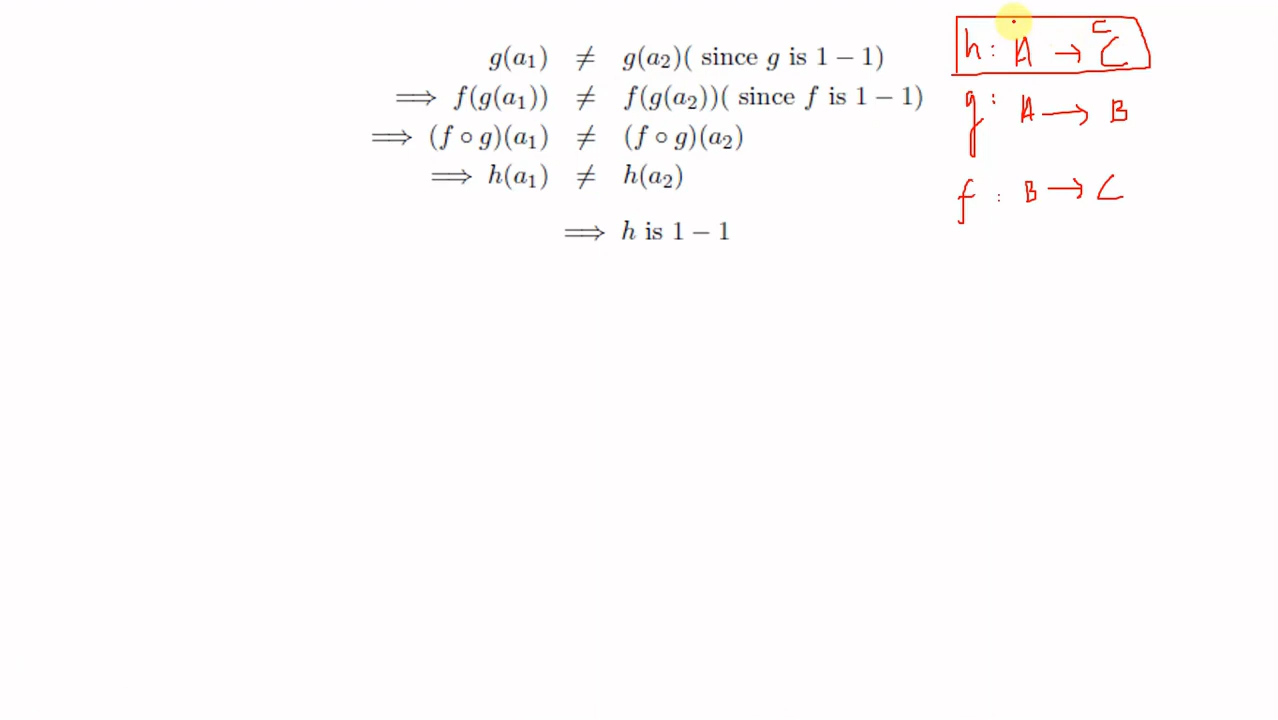 g(a₁) ≠ g(a₂)( since g is 1 − 1)
⟹ f(g(a₁)) ≠ f(g(a₂))( since f is 1 − 1)
⟹ (f ∘ g)(a₁) ≠ (f ∘ g)(a₂)
⟹ h(a₁) ≠ h(a₂)
⟹ h is 1 − 1
h : A → C
g : A → B
f : B → C